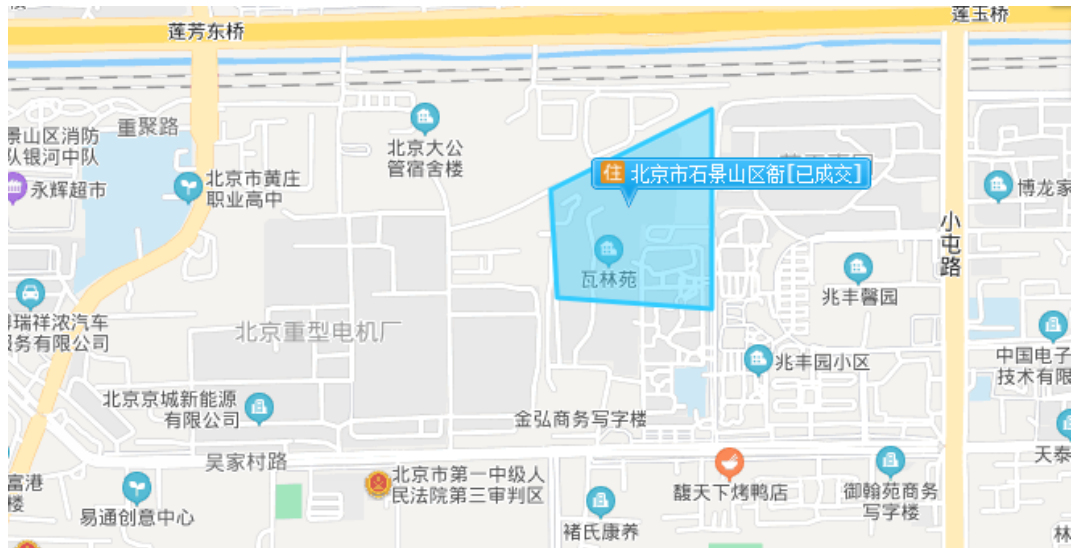 莲芳东桥
莲玉桥
重聚路
景山区消防
队银河中队
永辉超市
北京市黄庄
职业高中
北京大公
管宿舍楼
住 北京市石景山区衙[已成交]
博龙家
小屯路
瓦林苑
兆丰馨园
瑞祥浓汽车
务有限公司
北京重型电机厂
兆丰园小区
中国电子
技术有限
北京京城新能源
有限公司
金弘商务写字楼
吴家村路
北京市第一中级人
民法院第三审判区
馥天下烤鸭店
御翰苑商务
写字楼
天泰
富港
楼
易通创意中心
褚氏康养
林